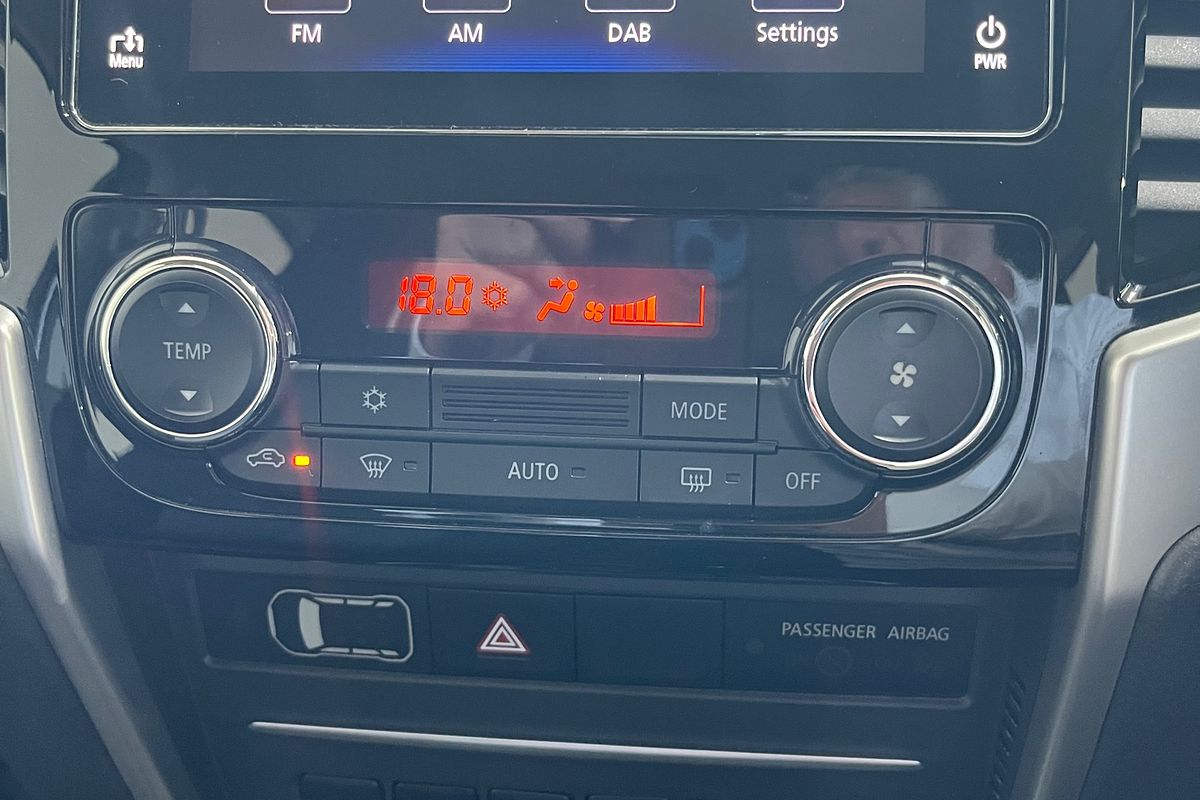 FM
AM
DAB
Settings
Menu
PWR
18.0
TEMP
MODE
AUTO
OFF
PASSENGER AIRBAG